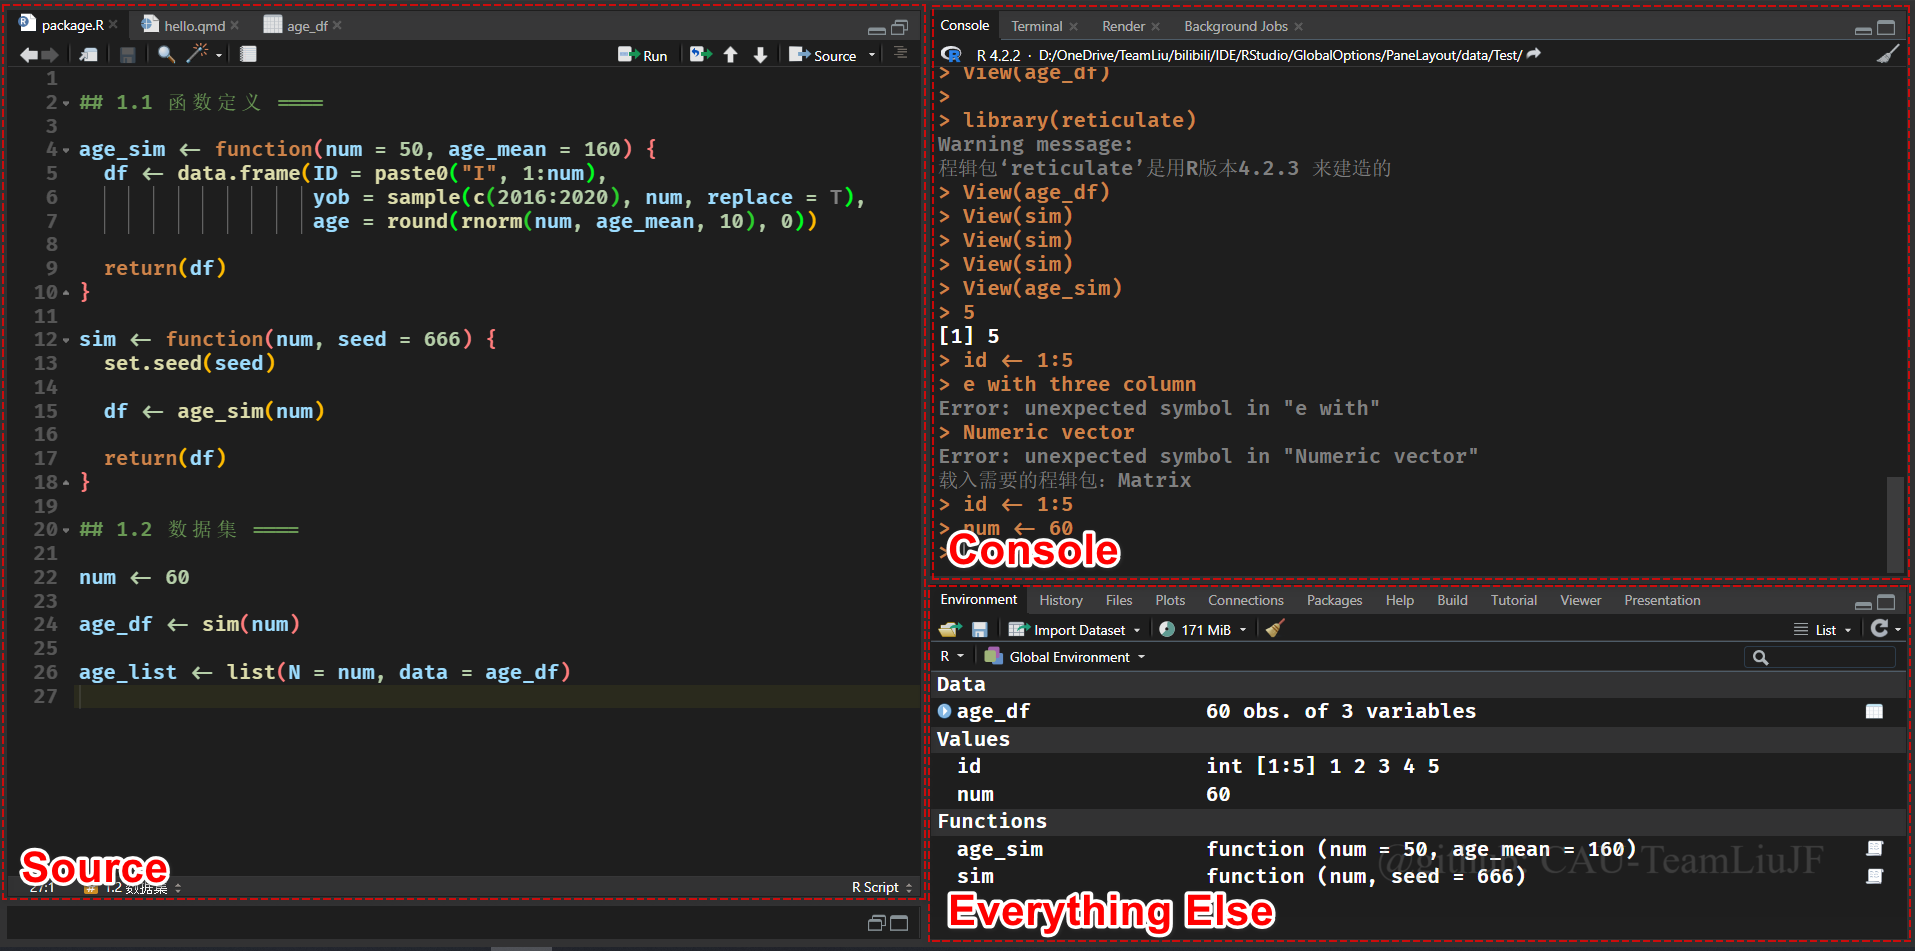 package.R
hello.qmd
age_df
Run
Source
1
2 ## 1.1 函数定义 ====
3
4 age_sim <- function(num = 50, age_mean = 160) {
5 df <- data.frame(ID = paste0("I", 1:num),
6 yob = sample(c(2016:2020), num, replace = T),
7 age = round(rnorm(num, age_mean, 10), 0))
8
9 return(df)
10 }
11
12 sim <- function(num, seed = 666) {
13 set.seed(seed)
14
15 df <- age_sim(num)
16
17 return(df)
18 }
19
20 ## 1.2 数据集 ====
21
22 num <- 60
23
24 age_df <- sim(num)
25
26 age_list <- list(N = num, data = age_df)
27
Source
27:1
1.2 数据集
R Script
Console
Terminal
Render
Background Jobs
R 4.2.2 · D:/OneDrive/TeamLiu/bilibili/IDE/RStudio/GlobalOptions/PaneLayout/data/Test/
> View(age_df)
>
> library(reticulate)
Warning message:
程辑包‘reticulate’是用R版本4.2.3 来建造的
> View(age_df)
> View(sim)
> View(sim)
> View(sim)
> View(age_sim)
> 5
[1] 5
> id <- 1:5
> e with three column
Error: unexpected symbol in "e with"
> Numeric vector
Error: unexpected symbol in "Numeric vector"
载入需要的程辑包：Matrix
> id <- 1:5
> num <- 60
>
Console
Environment
History
Files
Plots
Connections
Packages
Help
Build
Tutorial
Viewer
Presentation
Import Dataset
171 MiB
List
R
Global Environment
Data
age_df 60 obs. of 3 variables
Values
id int [1:5] 1 2 3 4 5
num 60
Functions
age_sim function (num = 50, age_mean = 160)
sim function (num, seed = 666)
@github: CAU-TeamLiuJF
Everything Else